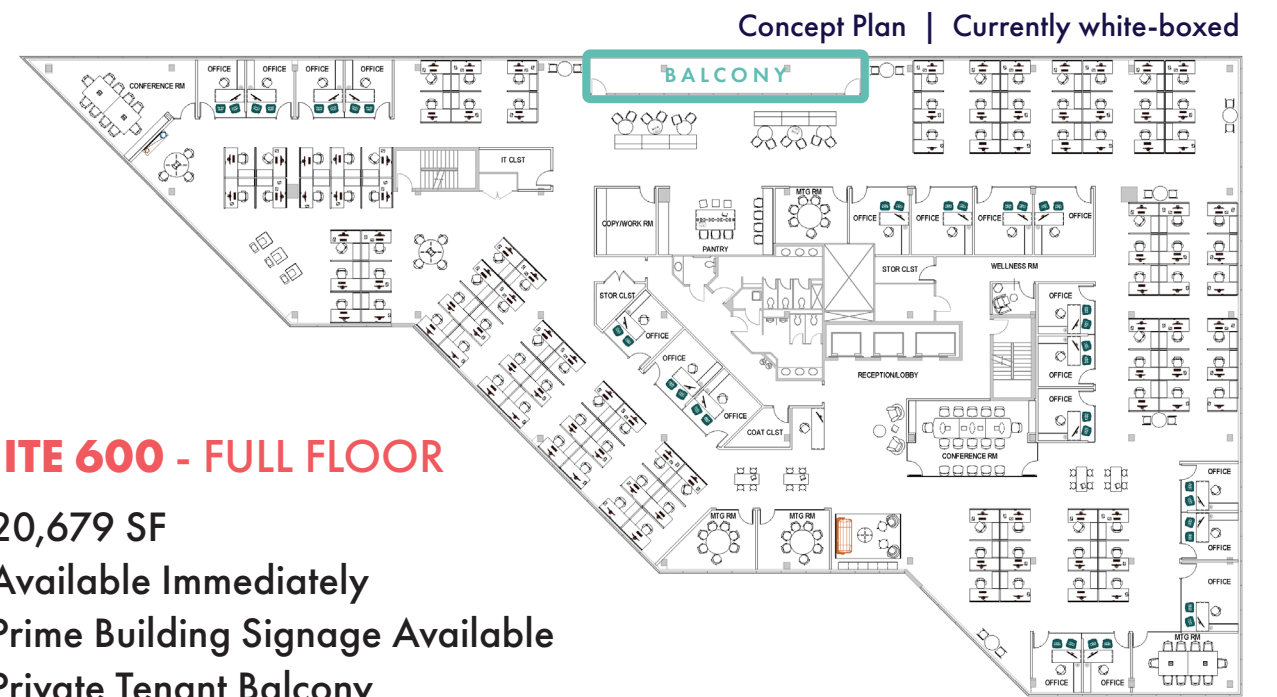 Concept Plan | Currently white-boxed
BALCONY
CONFERENCE RM
OFFICE
OFFICE
OFFICE
OFFICE
IT CLST
COPY/WORK RM
PANTRY
MTG RM
OFFICE
OFFICE
OFFICE
OFFICE
STOR CLST
WELLNESS RM
STOR CLST
OFFICE
OFFICE
OFFICE
OFFICE
OFFICE
OFFICE
RECEPTION/LOBBY
COAT CLST
CONFERENCE RM
MTG RM
MTG RM
OFFICE
OFFICE
OFFICE
MTG RM
OFFICE
OFFICE
ITE 600 - FULL FLOOR
20,679 SF
Available Immediately
Prime Building Signage Available
Private Tenant Balcony